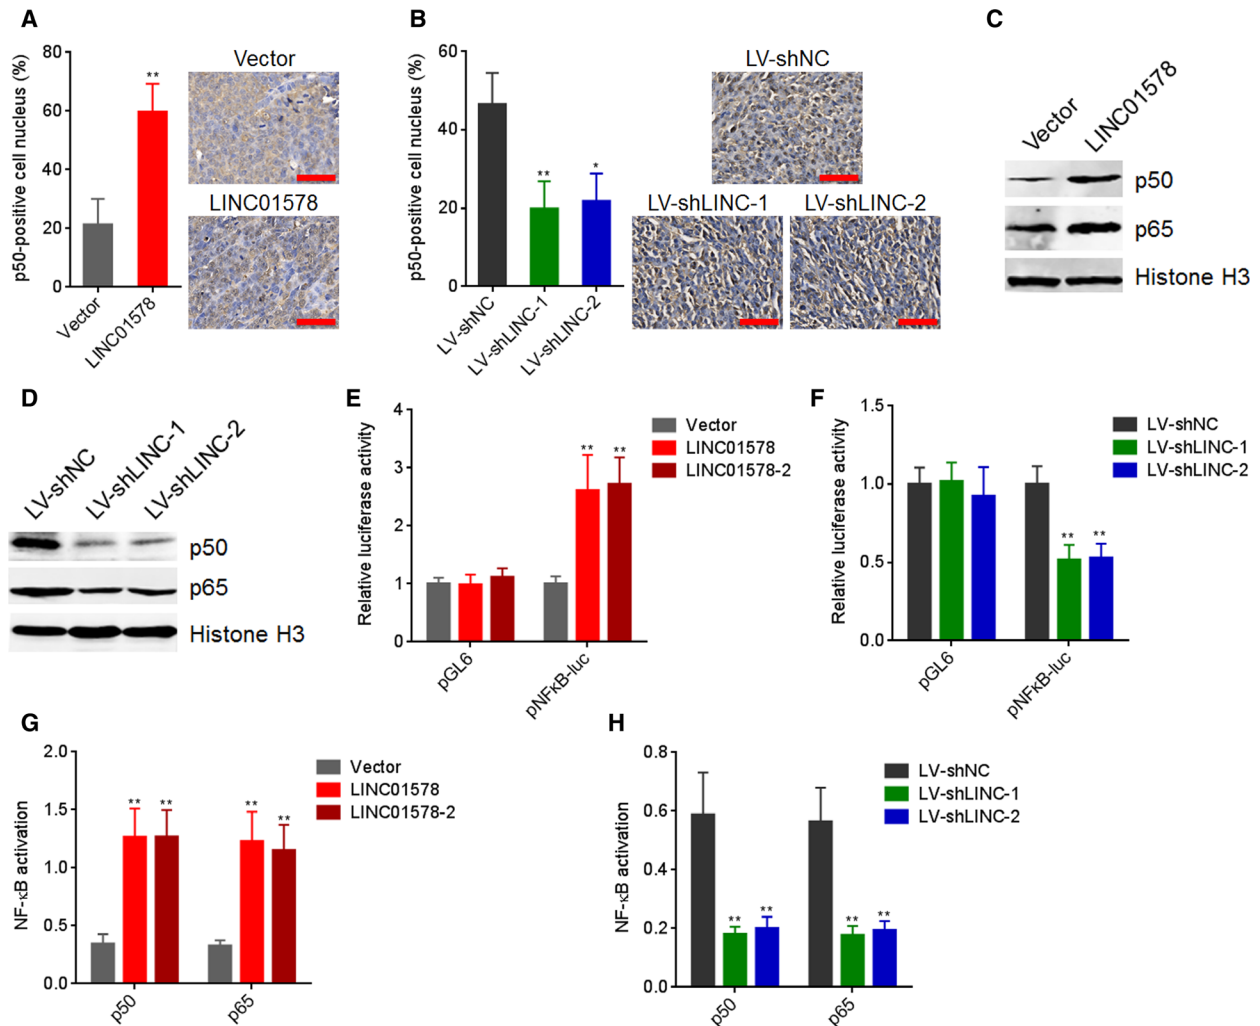 A
p50-positive cell nucleus (%)
80
60
40
20
0
**
Vector
LINC01578
Vector
LINC01578
B
p50-positive cell nucleus (%)
60
40
20
0
**
*
LV-shNC
LV-shLINC-1
LV-shLINC-2
LV-shNC
LV-shLINC-1
LV-shLINC-2
C
Vector
LINC01578
p50
p65
Histone H3
D
LV-shNC
LV-shLINC-1
LV-shLINC-2
p50
p65
Histone H3
E
Relative luciferase activity
4
3
2
1
0
**
**
pGL6
pNFκB-luc
Vector
LINC01578
LINC01578-2
F
Relative luciferase activity
1.5
1.0
0.5
0.0
**
**
pGL6
pNFκB-luc
LV-shNC
LV-shLINC-1
LV-shLINC-2
G
NF-κB activation
2.0
1.5
1.0
0.5
0.0
**
**
**
**
p50
p65
Vector
LINC01578
LINC01578-2
H
NF-κB activation
0.8
0.6
0.4
0.2
0.0
**
**
**
**
p50
p65
LV-shNC
LV-shLINC-1
LV-shLINC-2